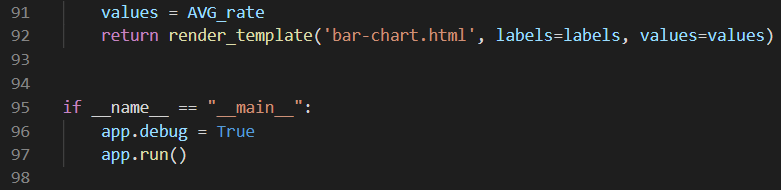 91 values = AVG_rate
92 return render_template('bar-chart.html', labels=labels, values=values)
93
94
95 if __name__ == "__main__":
96 app.debug = True
97 app.run()
98